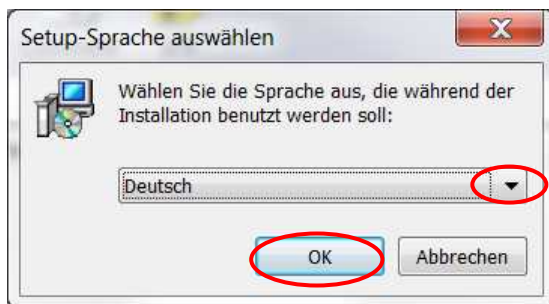 Setup-Sprache auswählen
Wählen Sie die Sprache aus, die während der
Installation benutzt werden soll:
Deutsch
OK Abbrechen